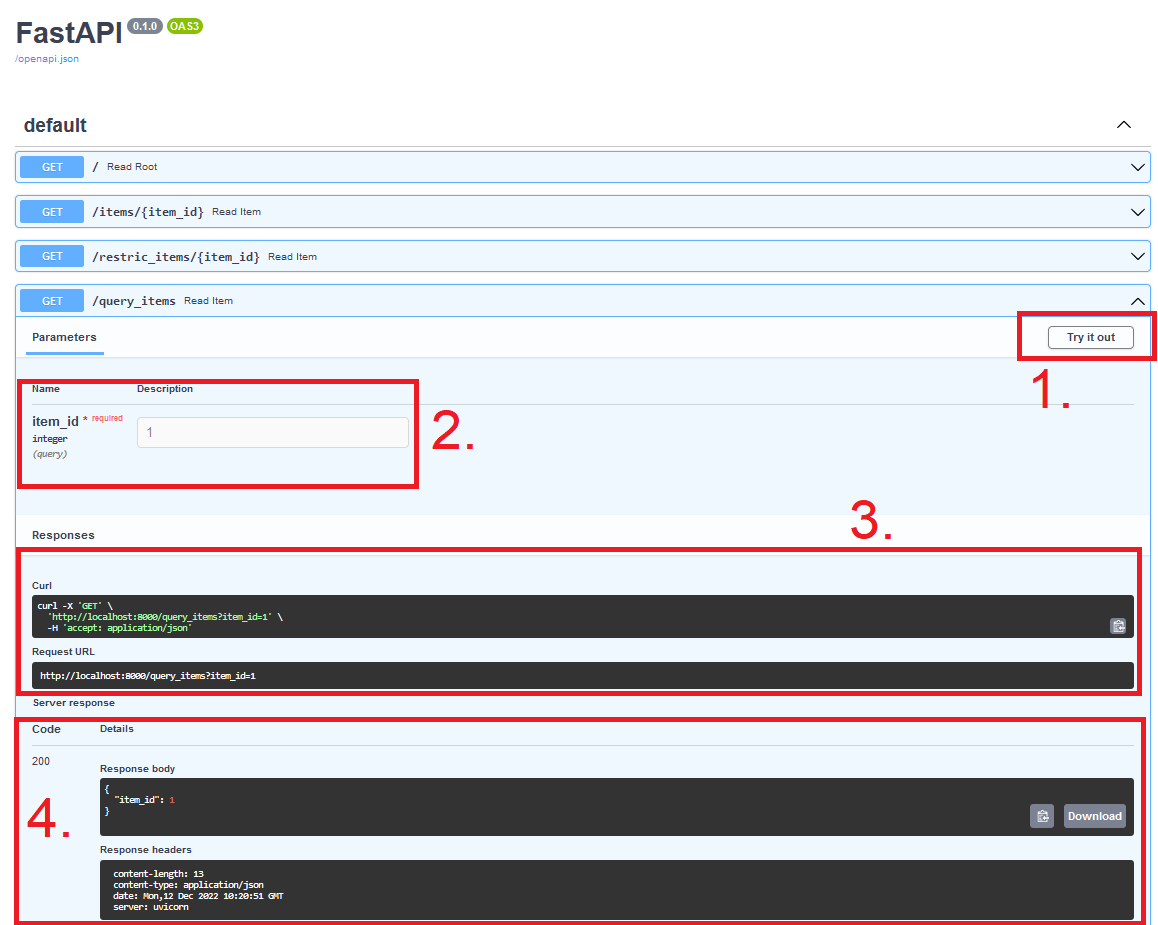 FastAPI 0.1.0 OAS3
/openapi.json
default
GET / Read Root
GET /items/{item_id} Read Item
GET /restric_items/{item_id} Read Item
GET /query_items Read Item
Parameters Try it out
1.
Name Description
item_id * required
integer
(query)
1
2.
Responses
3.
Curl
curl -X 'GET' \
'http://localhost:8000/query_items?item_id=1' \
-H 'accept: application/json'
Request URL
http://localhost:8000/query_items?item_id=1
Server response
Code Details
200
4.
Response body
{
"item_id": 1
}
Download
Response headers
content-length: 13
content-type: application/json
date: Mon,12 Dec 2022 10:20:51 GMT
server: uvicorn